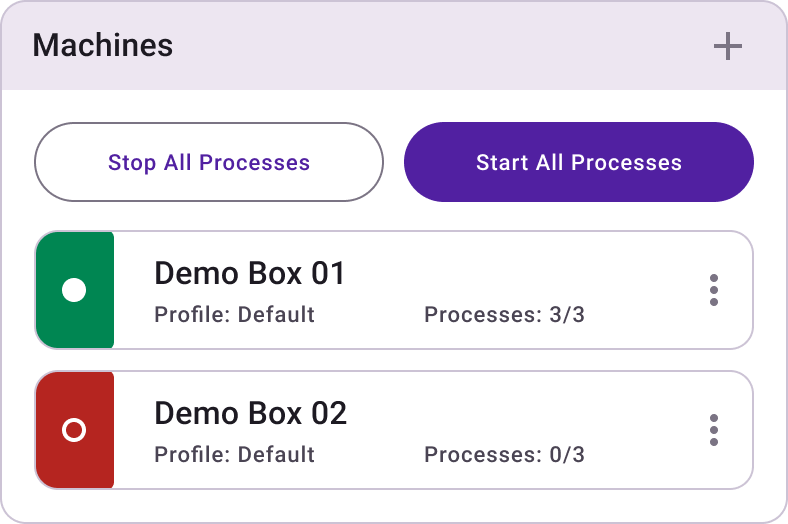 Machines
Stop All Processes
Start All Processes
Demo Box 01
Profile: Default
Processes: 3/3
Demo Box 02
Profile: Default
Processes: 0/3